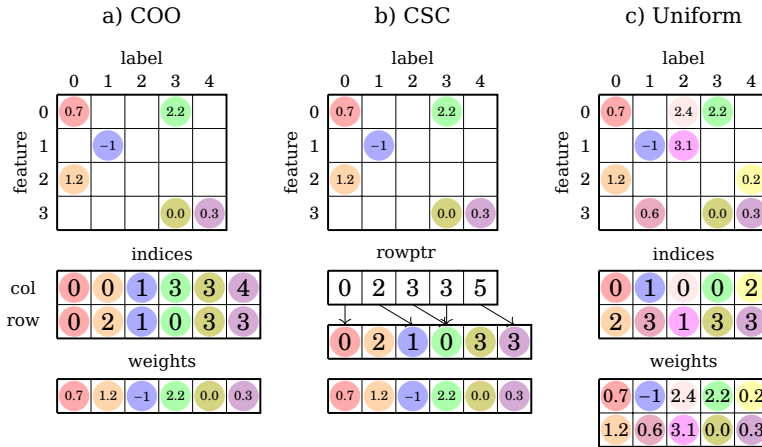 a) COO
label
0 1 2 3 4
feature
0 0.7 2.2
1 −1
2 1.2
3 0.0 0.3
indices
col 0 0 1 3 3 4
row 0 2 1 0 3 3
weights
0.7 1.2 −1 2.2 0.0 0.3
b) CSC
label
0 1 2 3 4
feature
0 0.7 2.2
1 −1
2 1.2
3 0.0 0.3
rowptr
0 2 3 3 5
0 2 1 0 3 3
0.7 1.2 −1 2.2 0.0 0.3
c) Uniform
label
0 1 2 3 4
feature
0 0.7 2.4 2.2
1 −1 3.1
2 1.2 0.2
3 0.6 0.0 0.3
indices
0 1 0 0 2
2 3 1 3 3
weights
0.7 −1 2.4 2.2 0.2
1.2 0.6 3.1 0.0 0.3